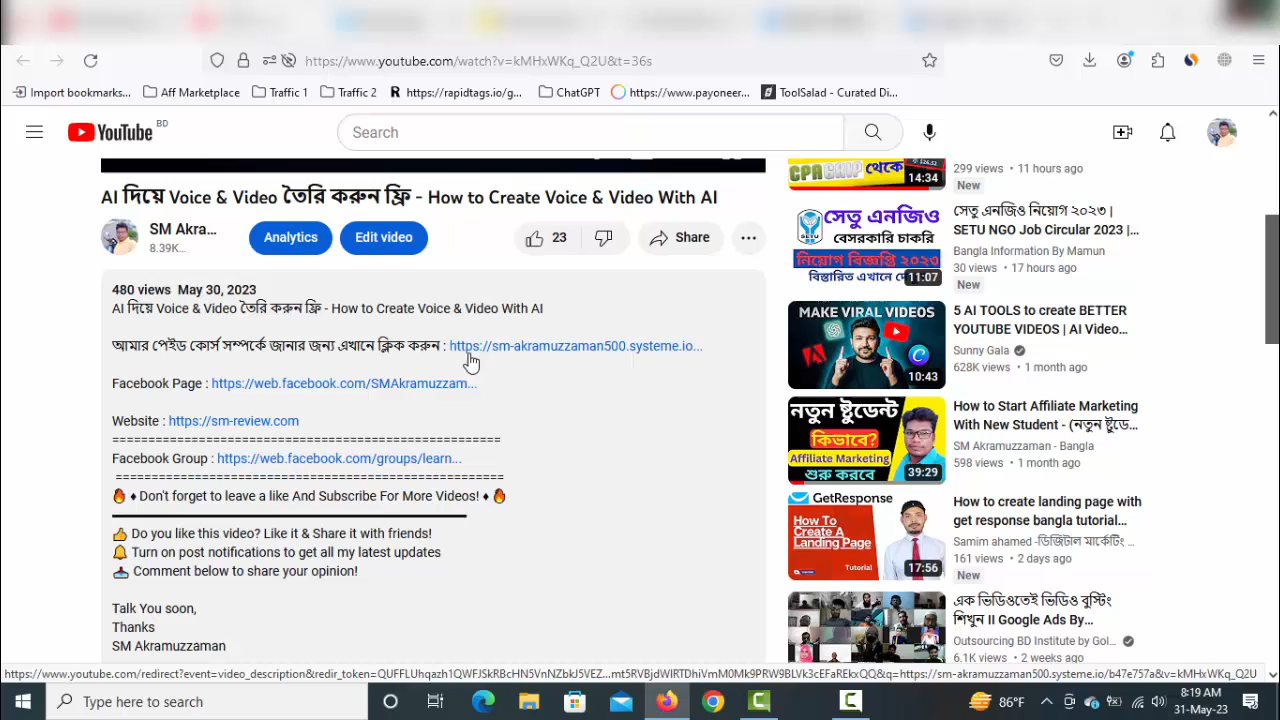 https://www.youtube.com/watch?v=kMHxWKq_Q2U&t=36s
Import bookmarks...
Aff Marketplace
Traffic 1
Traffic 2
R
https://rapidtags.io/g...
ChatGPT
https://www.payoneer...
ToolSalad - Curated Di...
YouTube BD
Search
AI দিয়ে Voice & Video তৈরি করুন ফ্রি - How to Create Voice & Video With AI
SM Akra...
8.39K...
Analytics
Edit video
23
Share
480 views May 30, 2023
AI দিয়ে Voice & Video তৈরি করুন ফ্রি - How to Create Voice & Video With AI
আমার পেইড কোর্স সম্পর্কে জানার জন্য এখানে ক্লিক করুন : https://sm-akramuzzaman500.systeme.io...
Facebook Page : https://web.facebook.com/SMAkramuzzam...
Website : https://sm-review.com
Facebook Group : https://web.facebook.com/groups/learn...
🔥 ♦ Don't forget to leave a like And Subscribe For More Videos! ♦ 🔥
👍 Do you like this video? Like it & Share it with friends!
🔔 Turn on post notifications to get all my latest updates
📥 Comment below to share your opinion!
Talk You soon,
Thanks
SM Akramuzzaman
CPAGRIP থেকে
14:34
299 views • 11 hours ago
New
সেতু এনজিও
SETU
বেসরকারি চাকরি
নিয়োগ বিজ্ঞপ্তি ২০২৩
বিস্তারিত এখানে
11:07
সেতু এনজিও নিয়োগ ২০২৩ |
SETU NGO Job Circular 2023 |...
Bangla Information By Mamun
30 views • 17 hours ago
New
MAKE VIRAL VIDEOS
10:43
5 AI TOOLS to create BETTER
YOUTUBE VIDEOS | AI Video...
Sunny Gala
628K views • 1 month ago
নতুন ষ্টুডেন্ট
কিভাবে?
Affiliate Marketing
শুরু করবে
39:29
How to Start Affiliate Marketing
With New Student - (নতুন ষ্টুডে...
SM Akramuzzaman - Bangla
598 views • 1 month ago
GetResponse
How To
Create A
Landing Page
Tutorial
17:56
How to create landing page with
get response bangla tutorial...
Samim ahamed -ডিজিটাল মার্কেটিং ...
161 views • 2 days ago
New
এক ভিডিওতেই ভিডিও বুস্টিং
শিখুন II Google Ads By...
Outsourcing BD Institute by Gol...
6.1K views • 2 weeks ago
Type here to search
86°F
8:19 AM
31-May-23